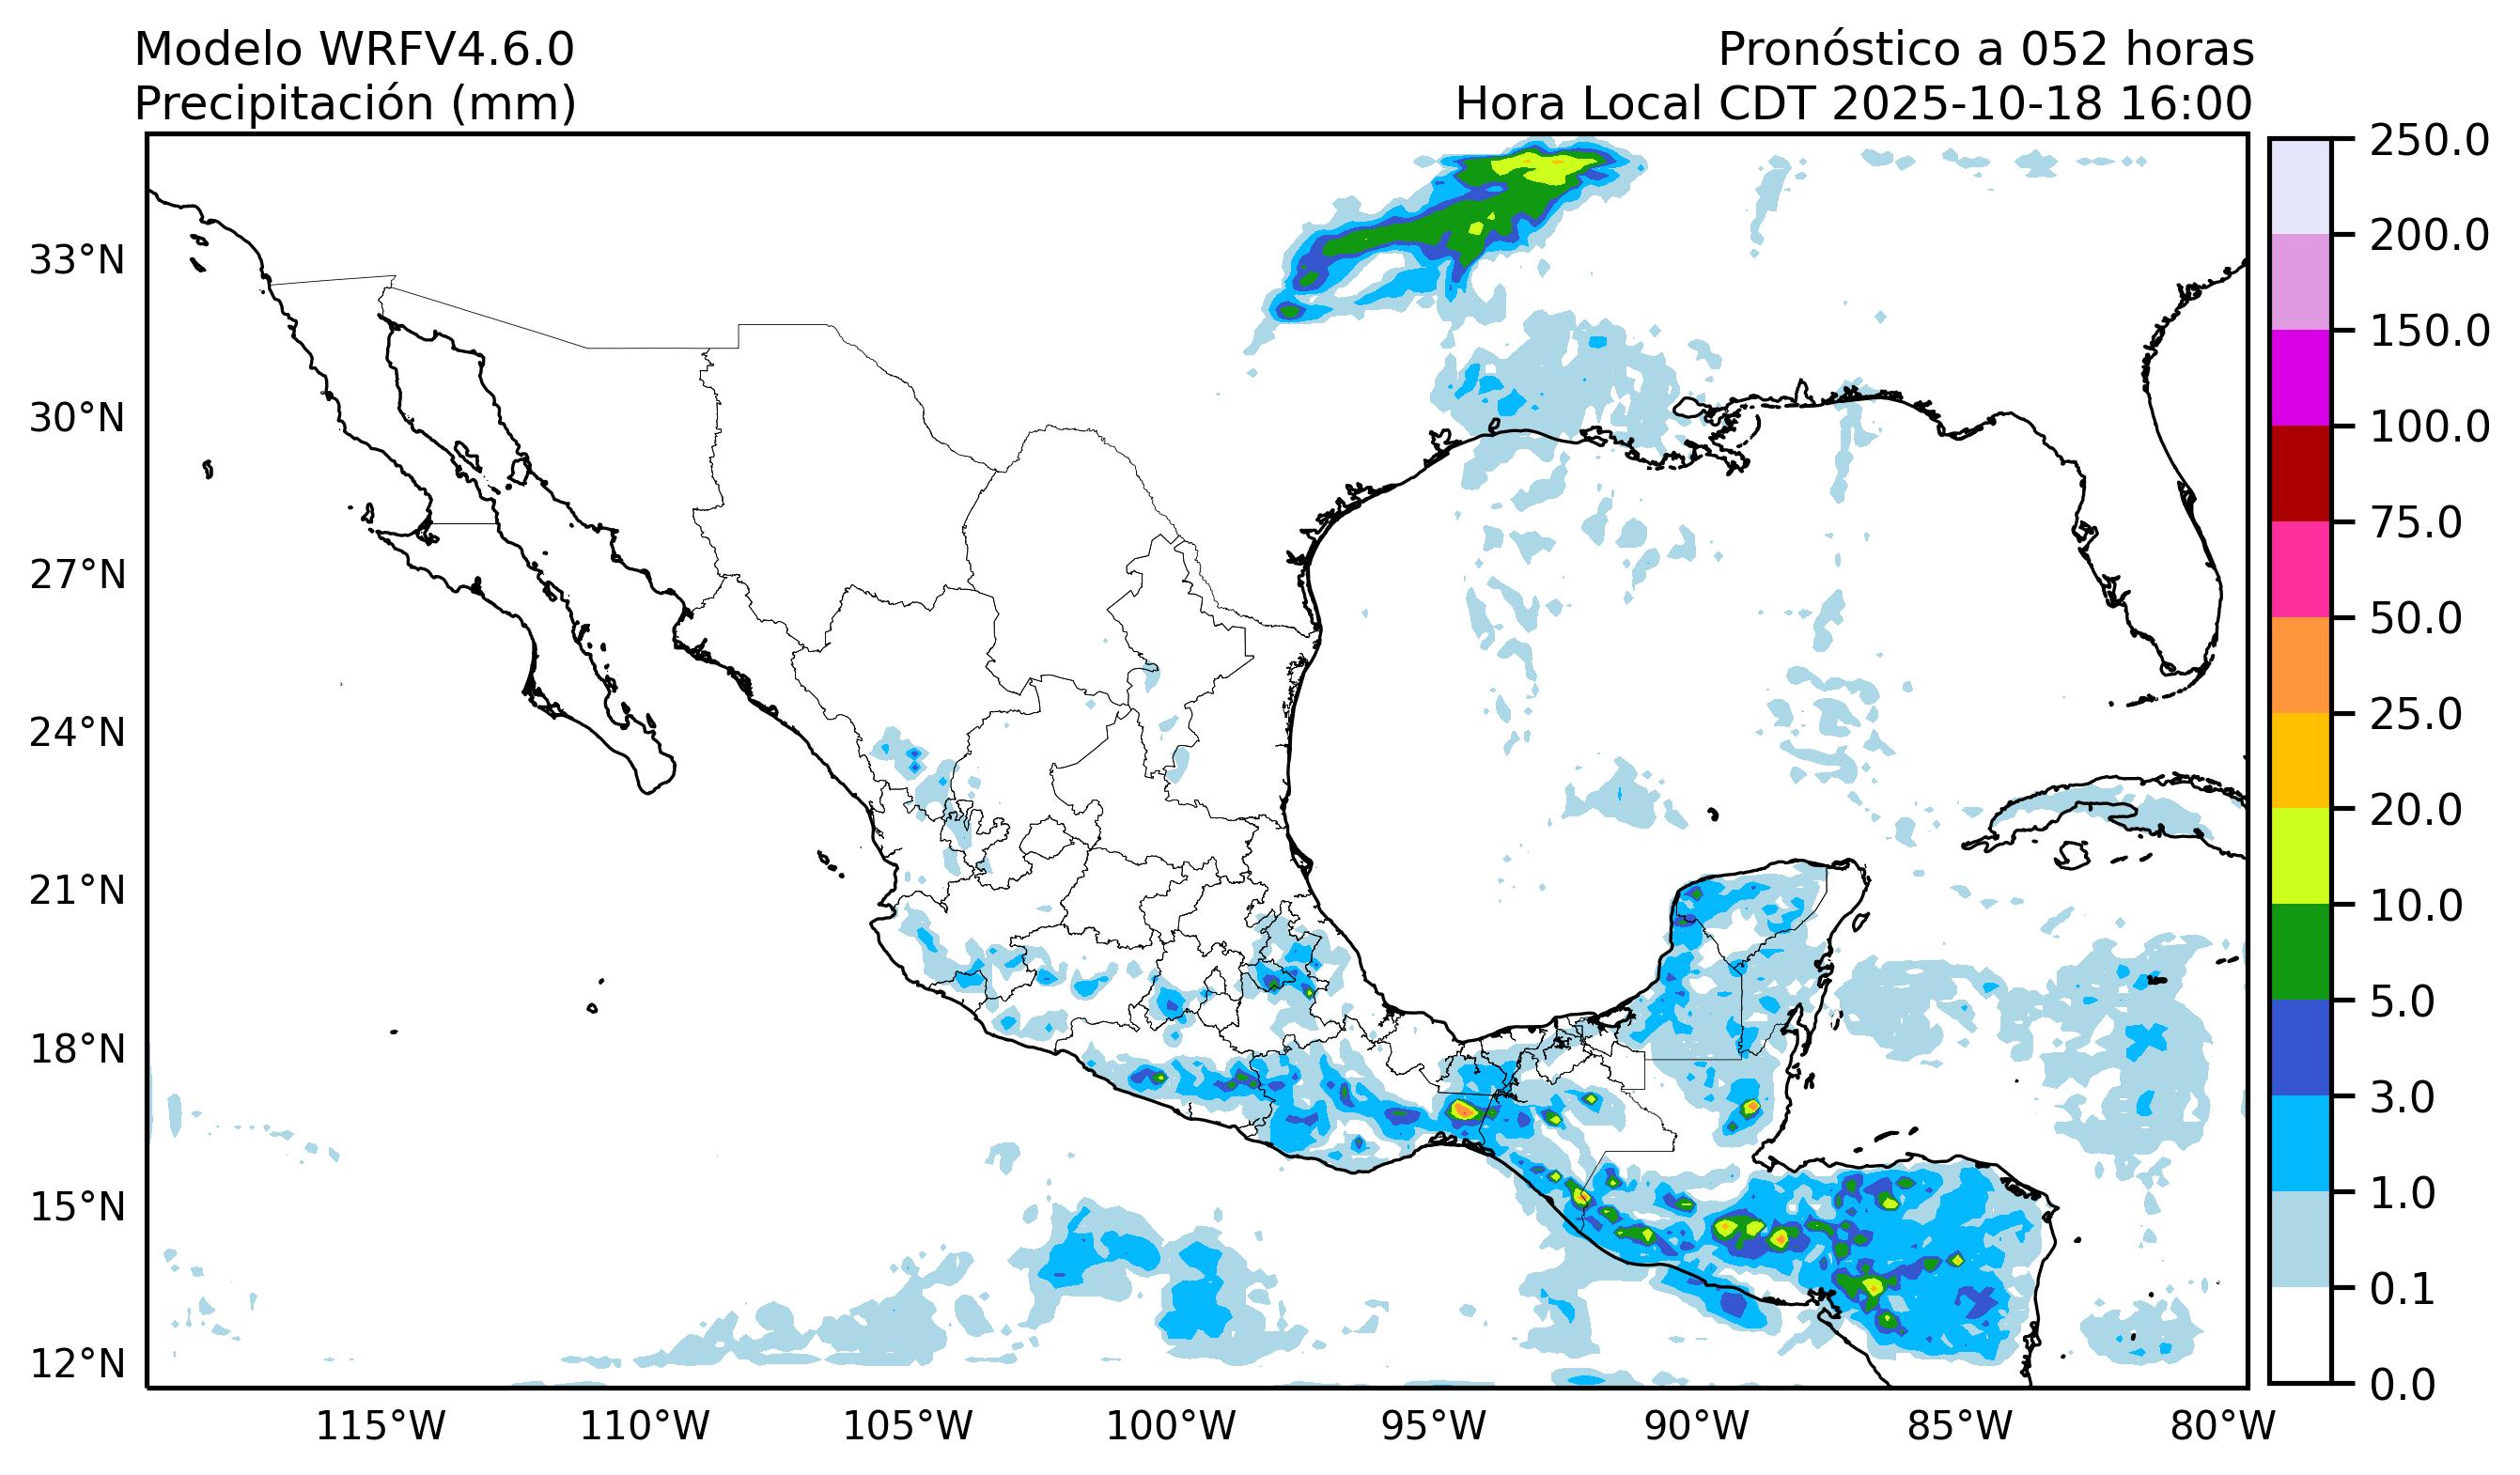 Modelo WRFV4.6.0
Pronóstico a 052 horas
Precipitación (mm)
Hora Local CDT 2025-10-18 16:00
33°N
30°N
27°N
24°N
21°N
18°N
15°N
12°N
115°W
110°W
105°W
100°W
95°W
90°W
85°W
80°W
250.0
200.0
150.0
100.0
75.0
50.0
25.0
20.0
10.0
5.0
3.0
1.0
0.1
0.0